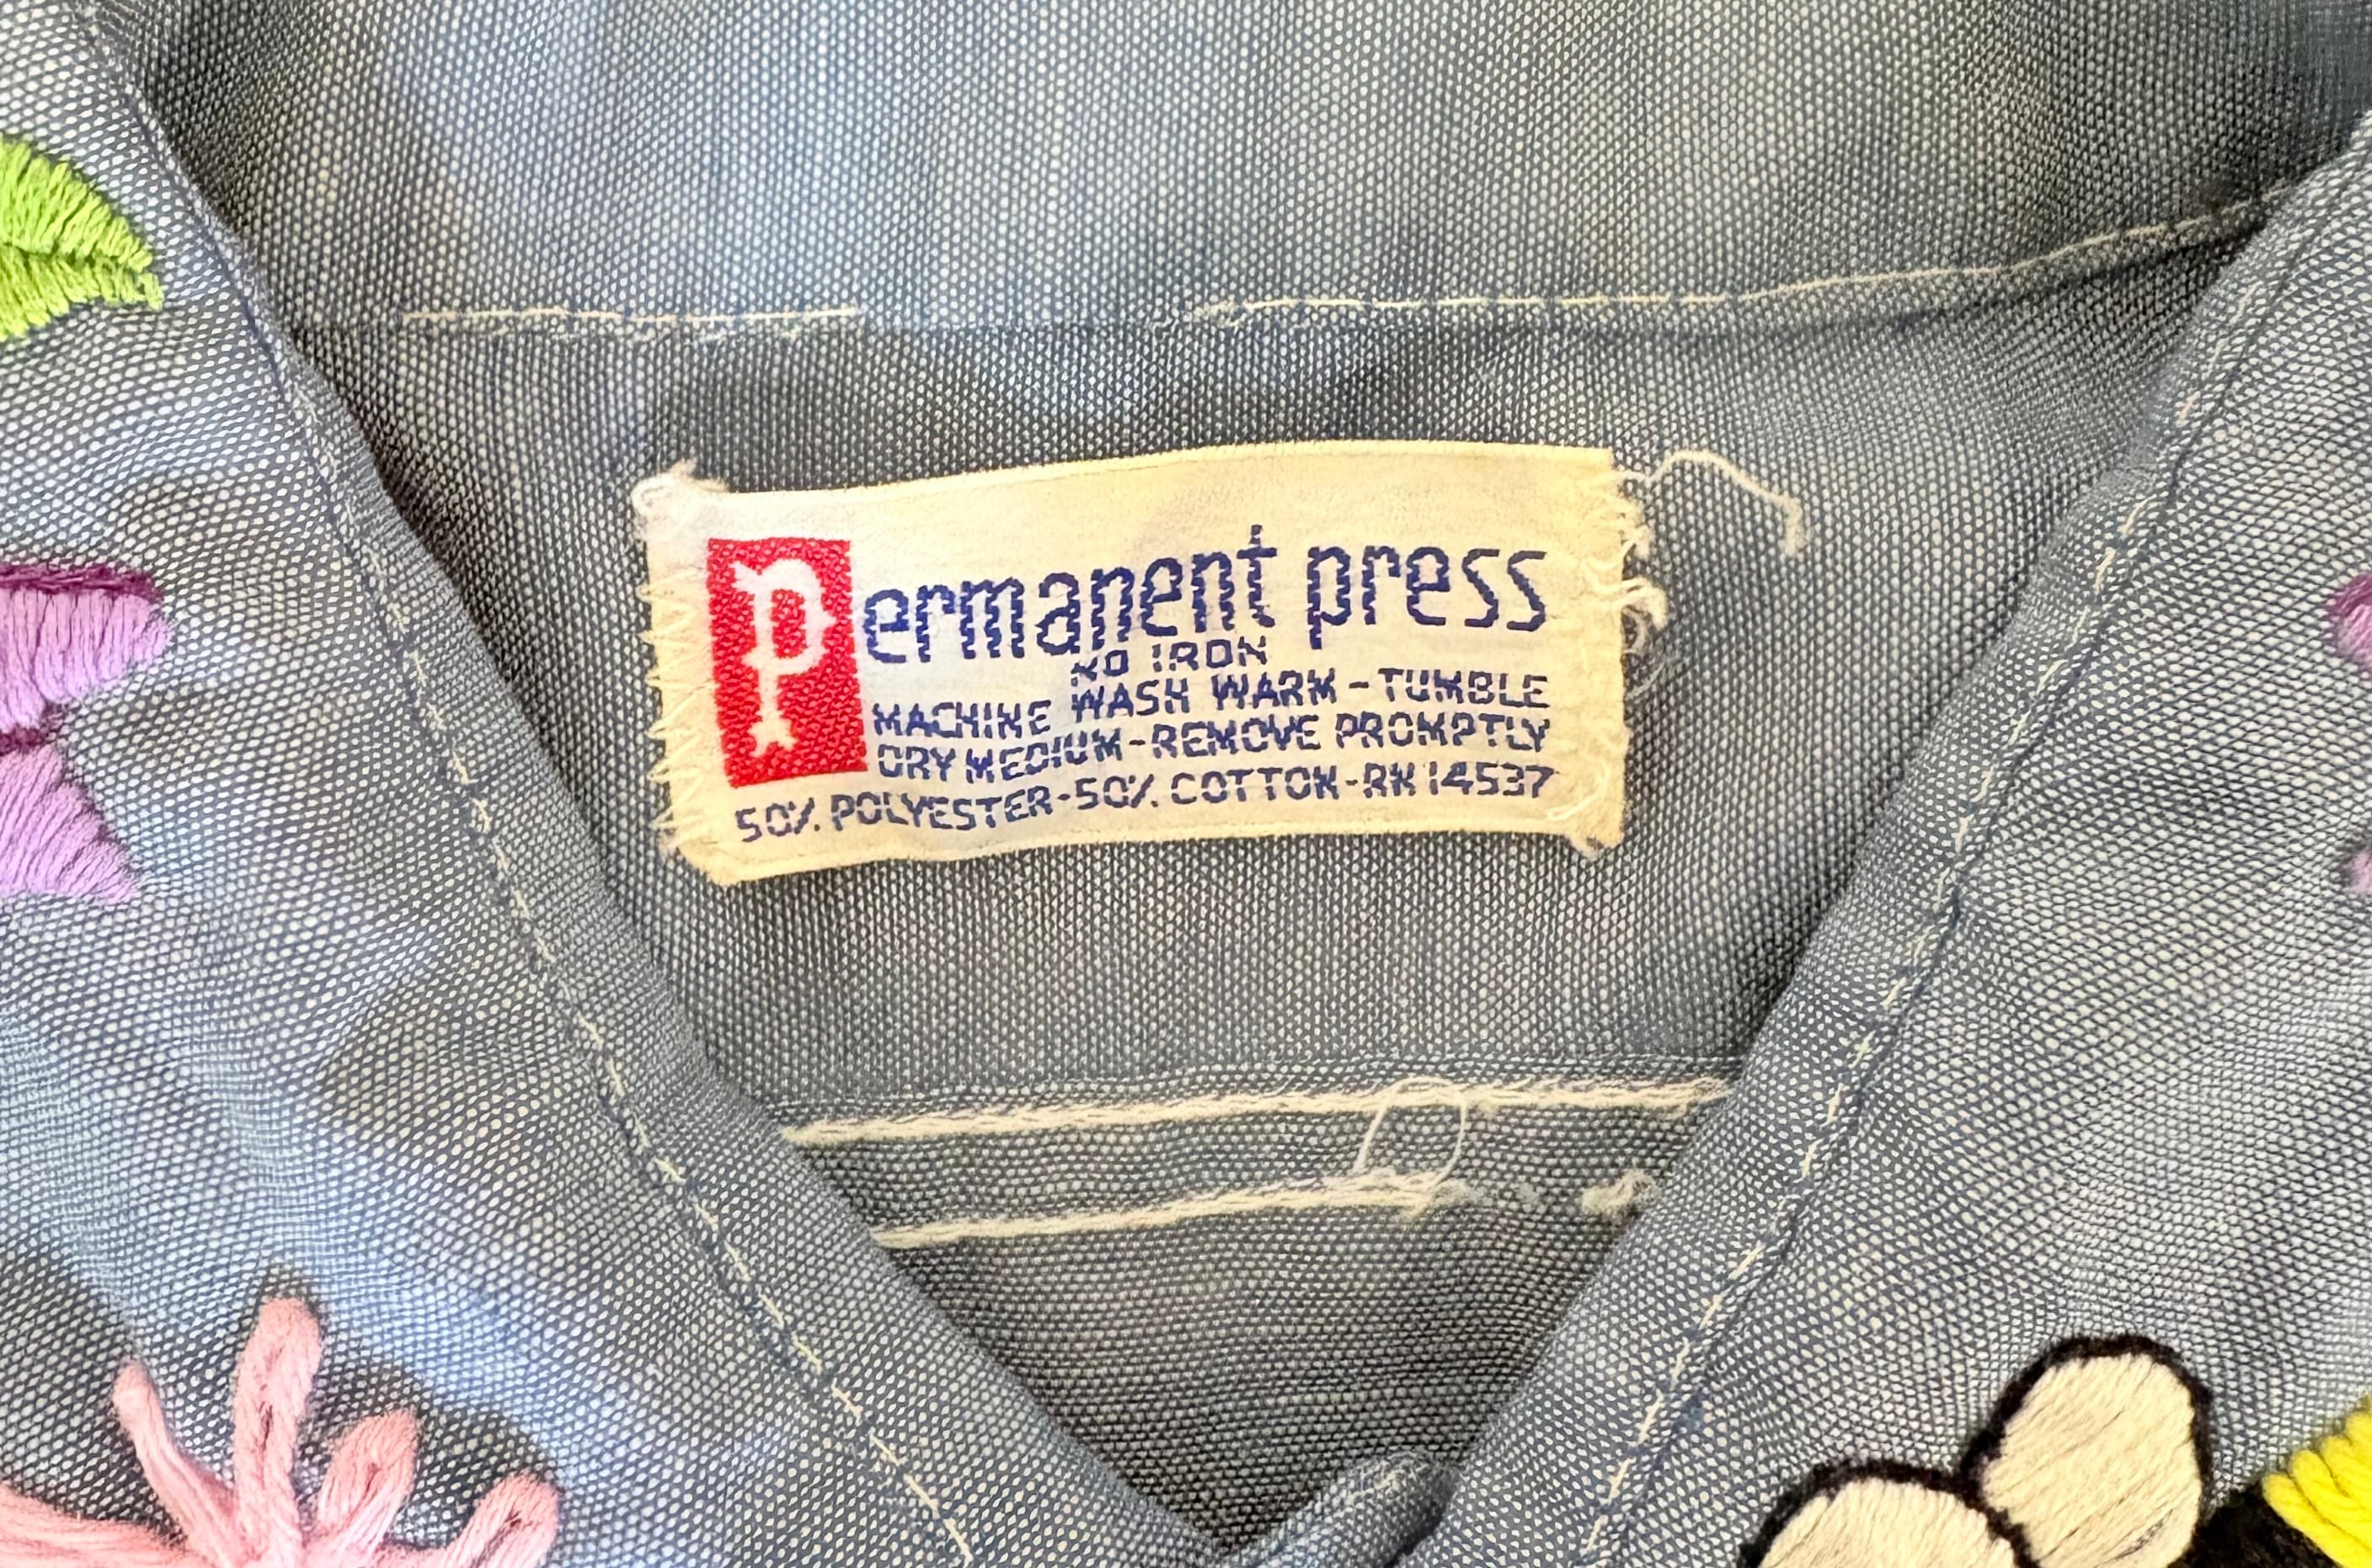 Permanent press
NO IRON
MACHINE WASH WARM - TUMBLE
DRY MEDIUM - REMOVE PROMPTLY
50% POLYESTER - 50% COTTON - RN 14537